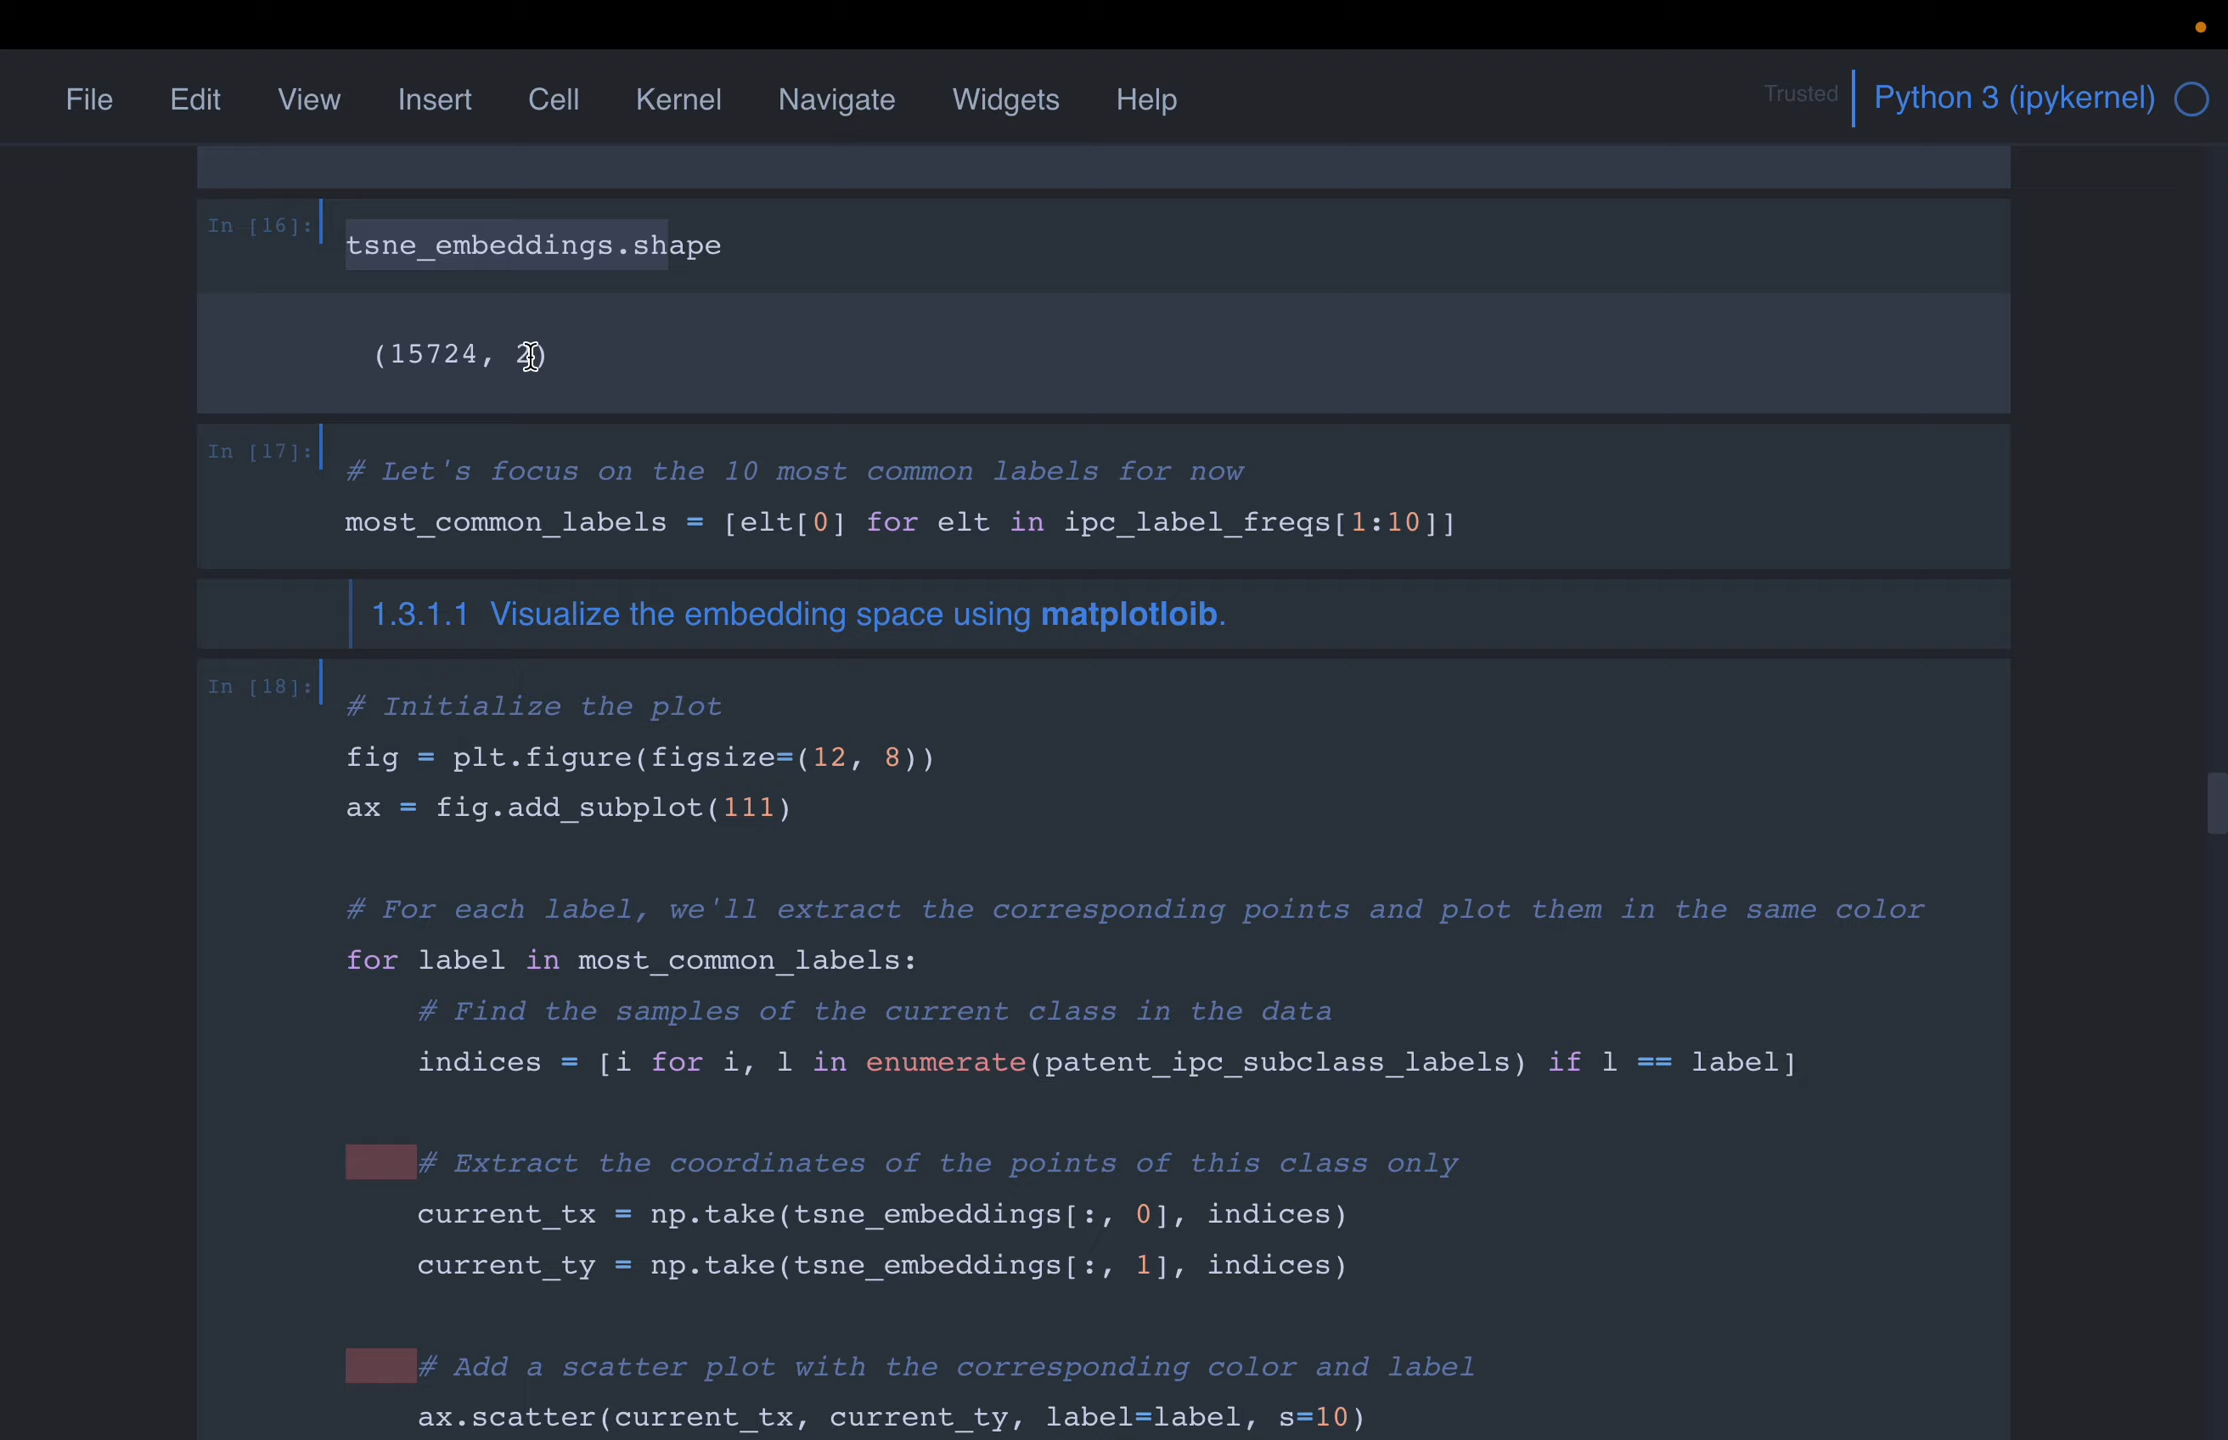 File Edit View Insert Cell Kernel Navigate Widgets Help Trusted Python 3 (ipykernel)
In [16]: tsne_embeddings.shape
(15724, 2)
In [17]: # Let's focus on the 10 most common labels for now
most_common_labels = [elt[0] for elt in ipc_label_freqs[1:10]]
1.3.1.1 Visualize the embedding space using matplotloib.
In [18]: # Initialize the plot
fig = plt.figure(figsize=(12, 8))
ax = fig.add_subplot(111)
# For each label, we'll extract the corresponding points and plot them in the same color
for label in most_common_labels:
# Find the samples of the current class in the data
indices = [i for i, l in enumerate(patent_ipc_subclass_labels) if l == label]
# Extract the coordinates of the points of this class only
current_tx = np.take(tsne_embeddings[:, 0], indices)
current_ty = np.take(tsne_embeddings[:, 1], indices)
# Add a scatter plot with the corresponding color and label
ax.scatter(current_tx, current_ty, label=label, s=10)